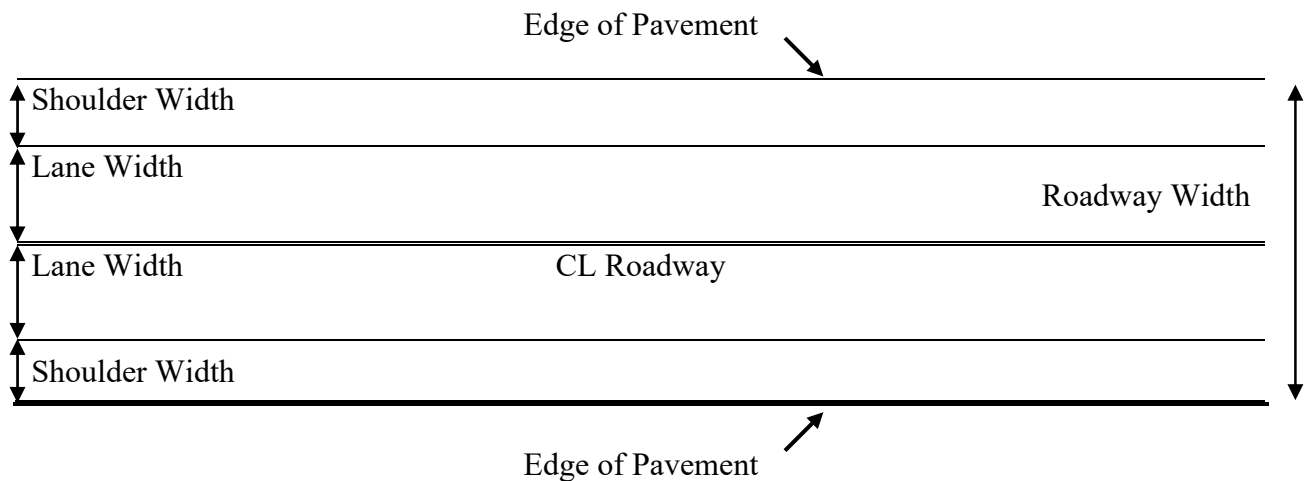 Edge of Pavement
Shoulder Width
Lane Width
Roadway Width
Lane Width
CL Roadway
Shoulder Width
Edge of Pavement